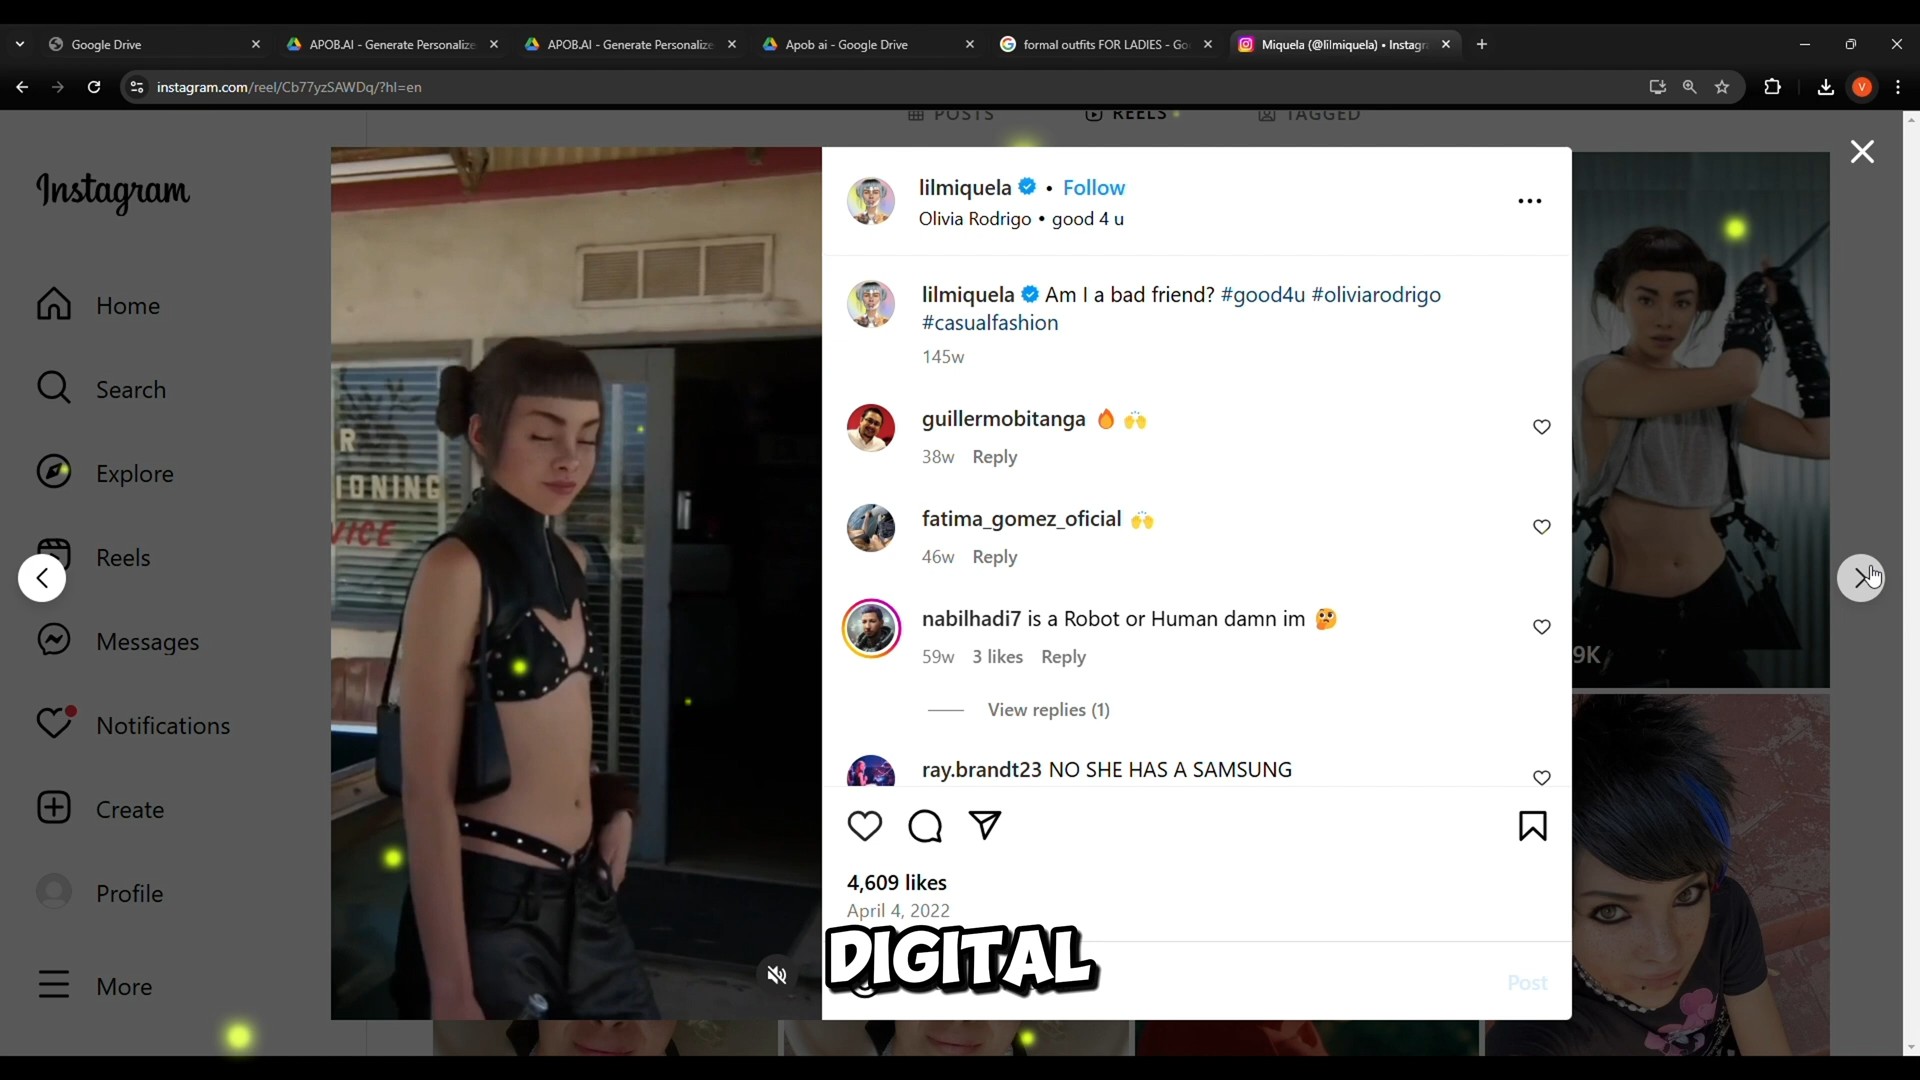 Google Drive
APOB.AI - Generate Personalize
APOB.AI - Generate Personalize
Apob ai - Google Drive
formal outfits FOR LADIES - Go
Miquela (@lilmiquela) • Instagr
instagram.com/reel/Cb77yzSAWDq/?hl=en
V
POSTS
REELS
TAGGED
Instagram
Home
Search
Explore
Reels
Messages
Notifications
Create
Profile
More
R
IONING
VICE
lilmiquela • Follow
Olivia Rodrigo • good 4 u
lilmiquela Am I a bad friend? #good4u #oliviarodrigo
#casualfashion
145w
guillermobitanga 🔥 🙌
38w Reply
fatima_gomez_oficial 🙌
46w Reply
nabilhadi7 is a Robot or Human damn im 🤔
59w 3 likes Reply
View replies (1)
ray.brandt23 NO SHE HAS A SAMSUNG
4,609 likes
April 4, 2022
DIGITAL
Post
9K